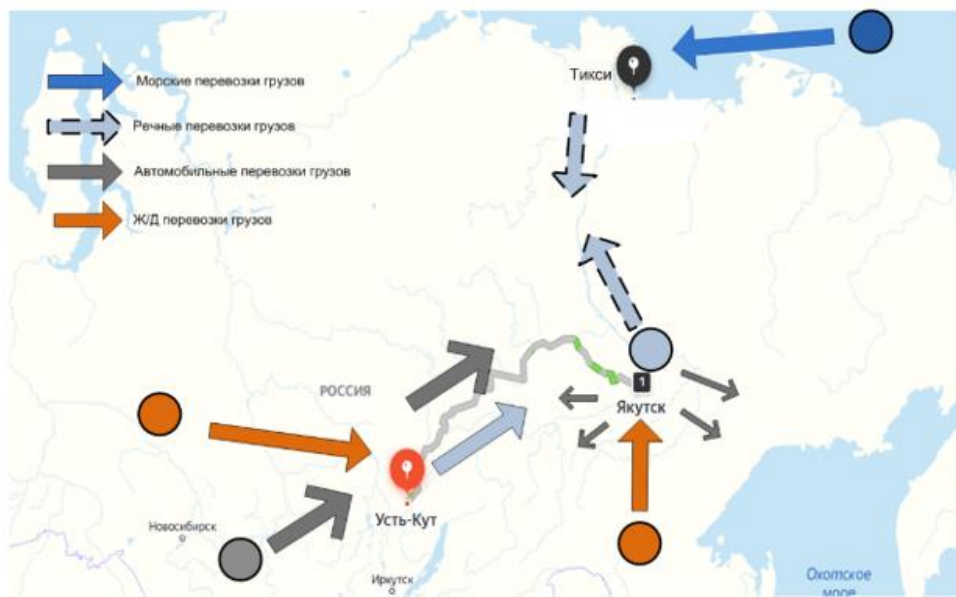 Тикси
Морские перевозки грузов
Речные перевозки грузов
Автомобильные перевозки грузов
Ж/Д перевозки грузов
РОССИЯ
1
Якутск
Усть-Кут
Новосибирск
Иркутск
Охотское
море